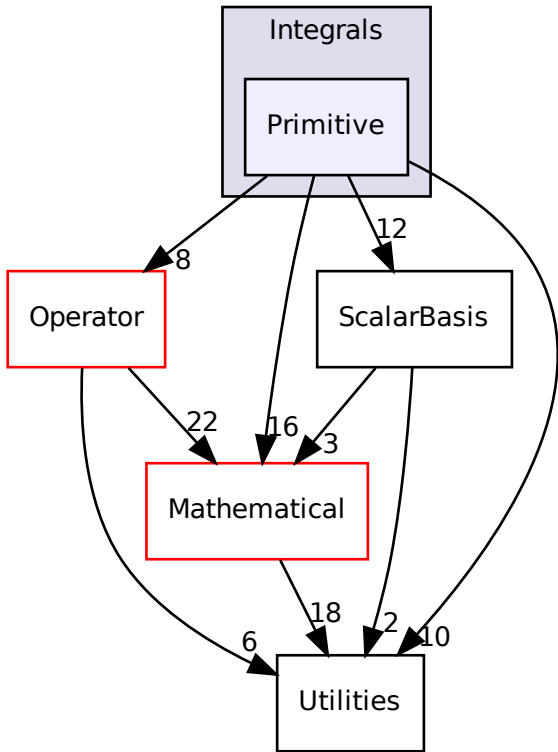 Integrals
Primitive
12
8
Operator
ScalarBasis
22
16
3
Mathematical
18
2
10
6
Utilities